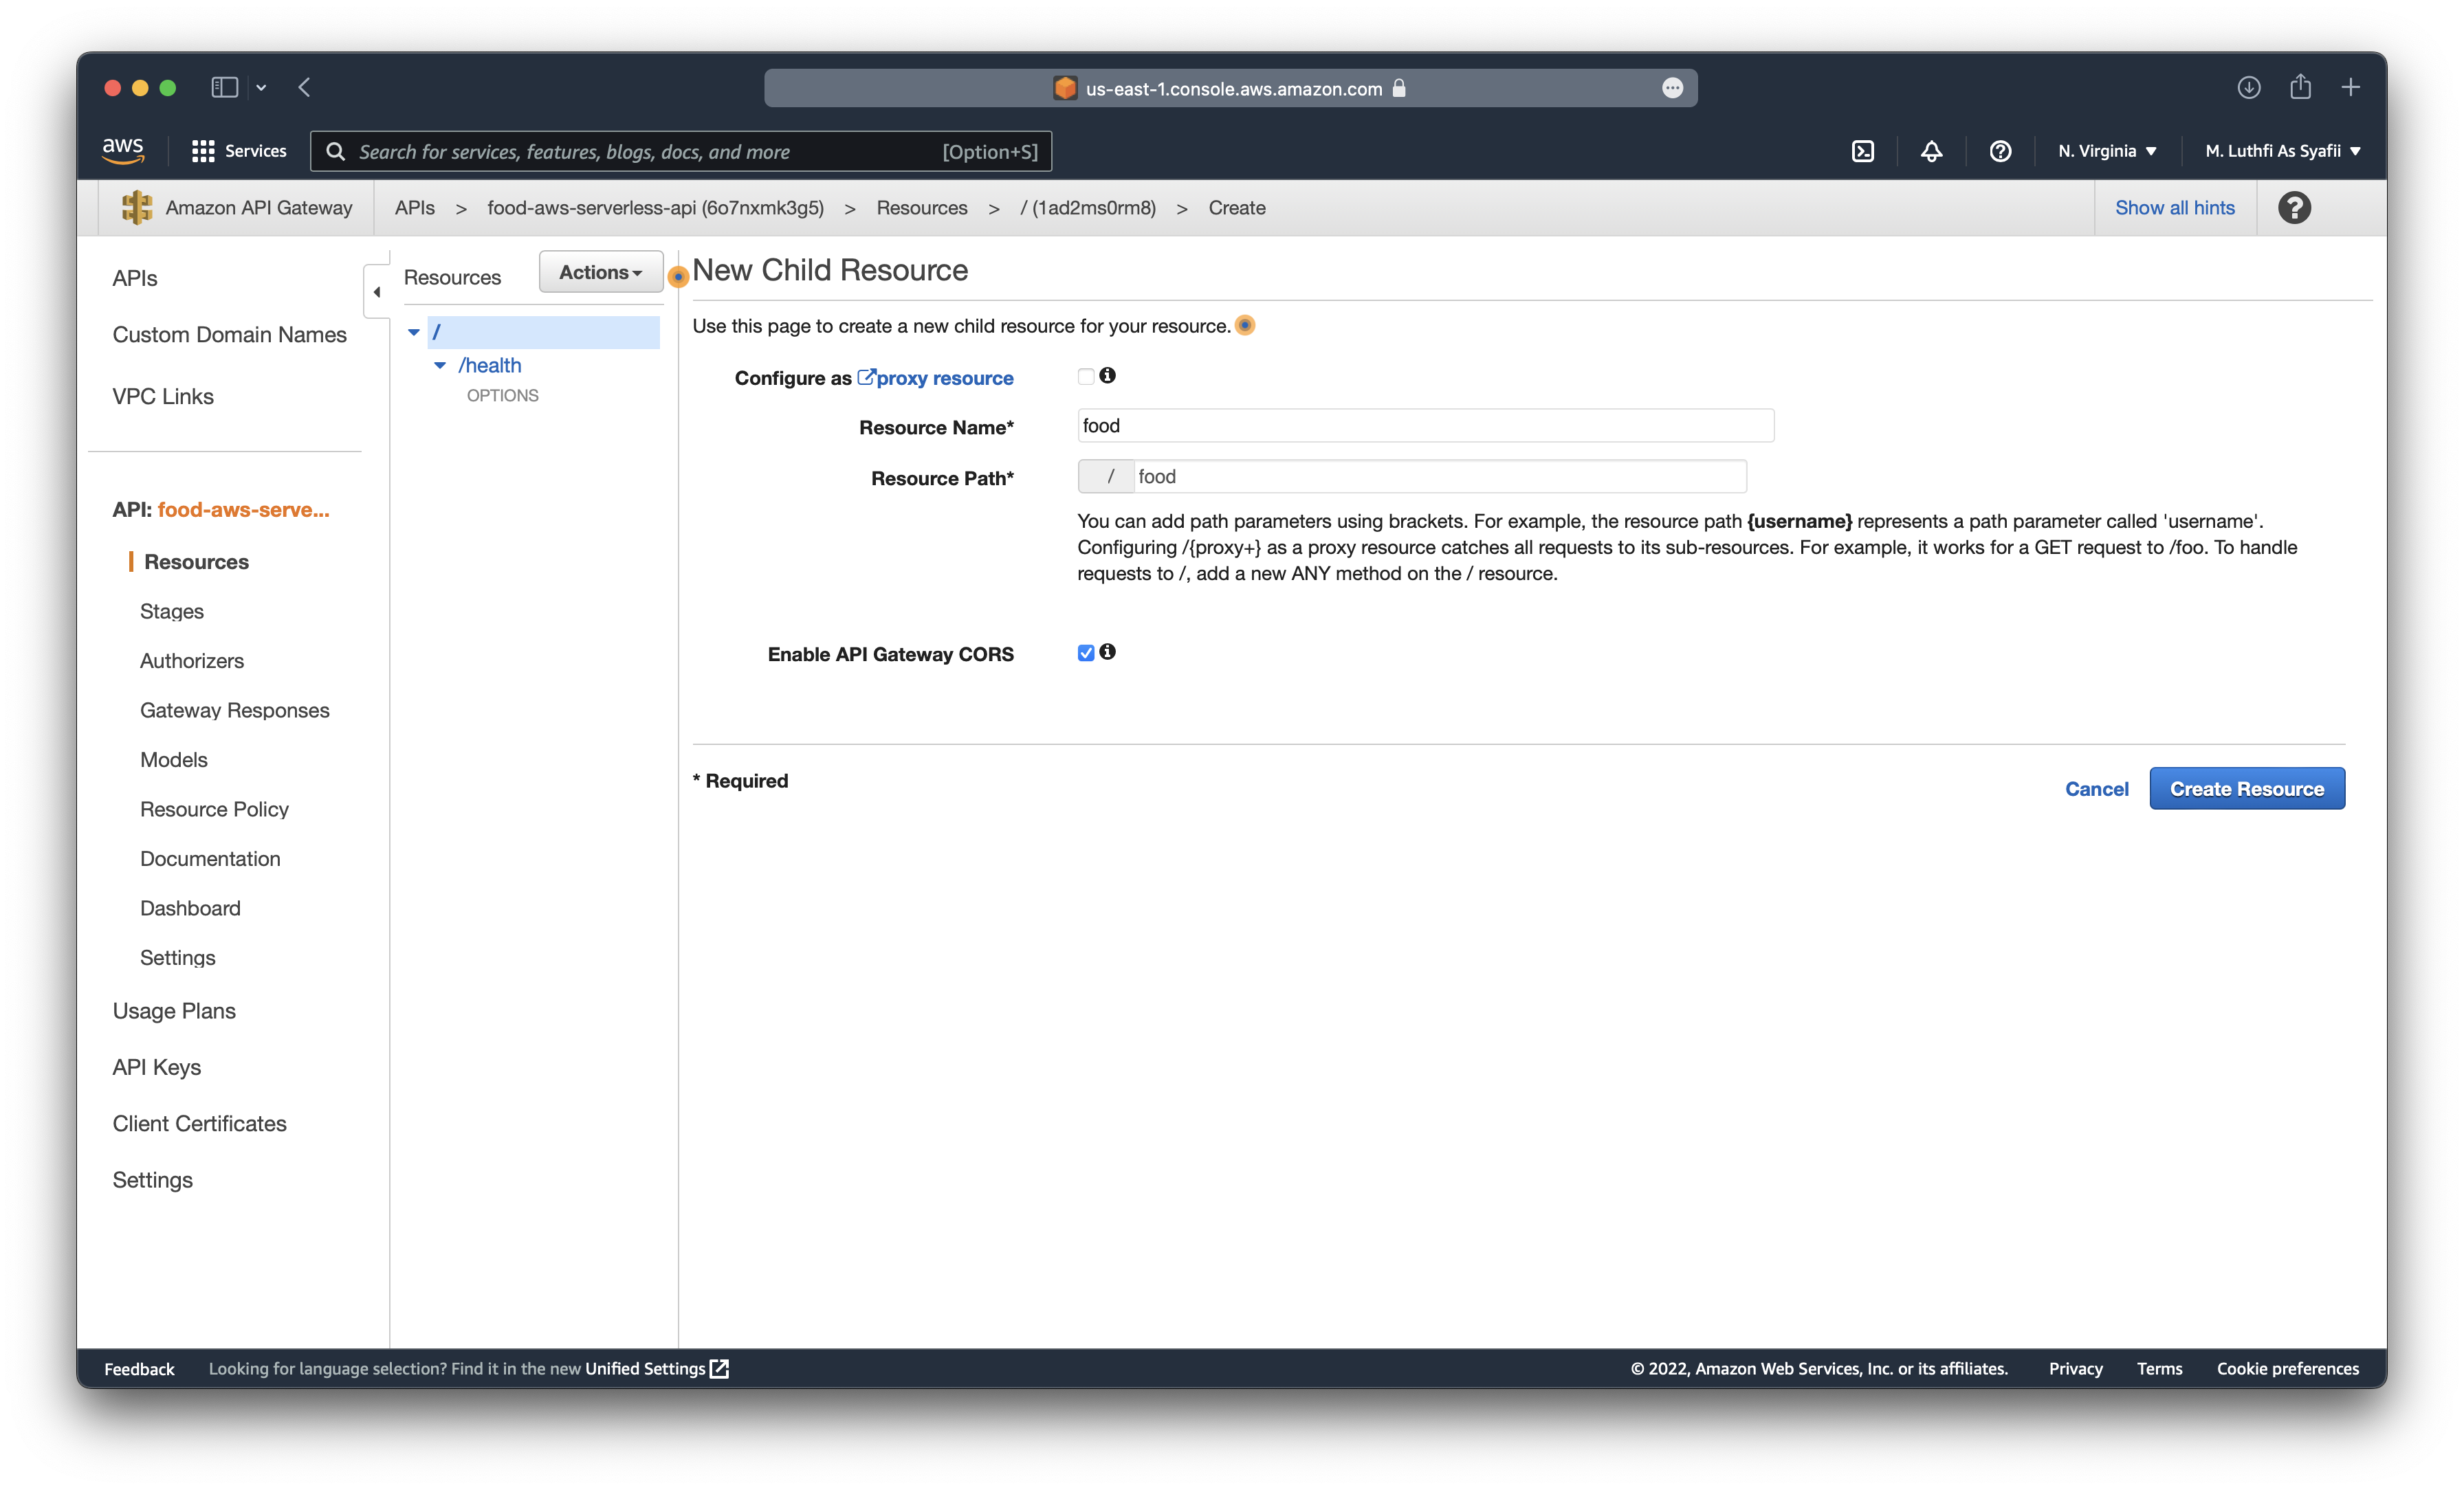 us-east-1.console.aws.amazon.com
aws
Services
Search for services, features, blogs, docs, and more
[Option+S]
N. Virginia ▼
M. Luthfi As Syafii ▼
Amazon API Gateway
APIs > food-aws-serverless-api (6o7nxmk3g5) > Resources > / (1ad2ms0rm8) > Create
Show all hints
APIs
Custom Domain Names
VPC Links
API: food-aws-serve...
Resources
Stages
Authorizers
Gateway Responses
Models
Resource Policy
Documentation
Dashboard
Settings
Usage Plans
API Keys
Client Certificates
Settings
Resources
Actions
/
/health
OPTIONS
New Child Resource
Use this page to create a new child resource for your resource.
Configure as proxy resource
Resource Name*
food
Resource Path*
/ food
You can add path parameters using brackets. For example, the resource path {username} represents a path parameter called 'username'.
Configuring /{proxy+} as a proxy resource catches all requests to its sub-resources. For example, it works for a GET request to /foo. To handle
requests to /, add a new ANY method on the / resource.
Enable API Gateway CORS
* Required
Cancel
Create Resource
Feedback
Looking for language selection? Find it in the new Unified Settings
© 2022, Amazon Web Services, Inc. or its affiliates.
Privacy
Terms
Cookie preferences